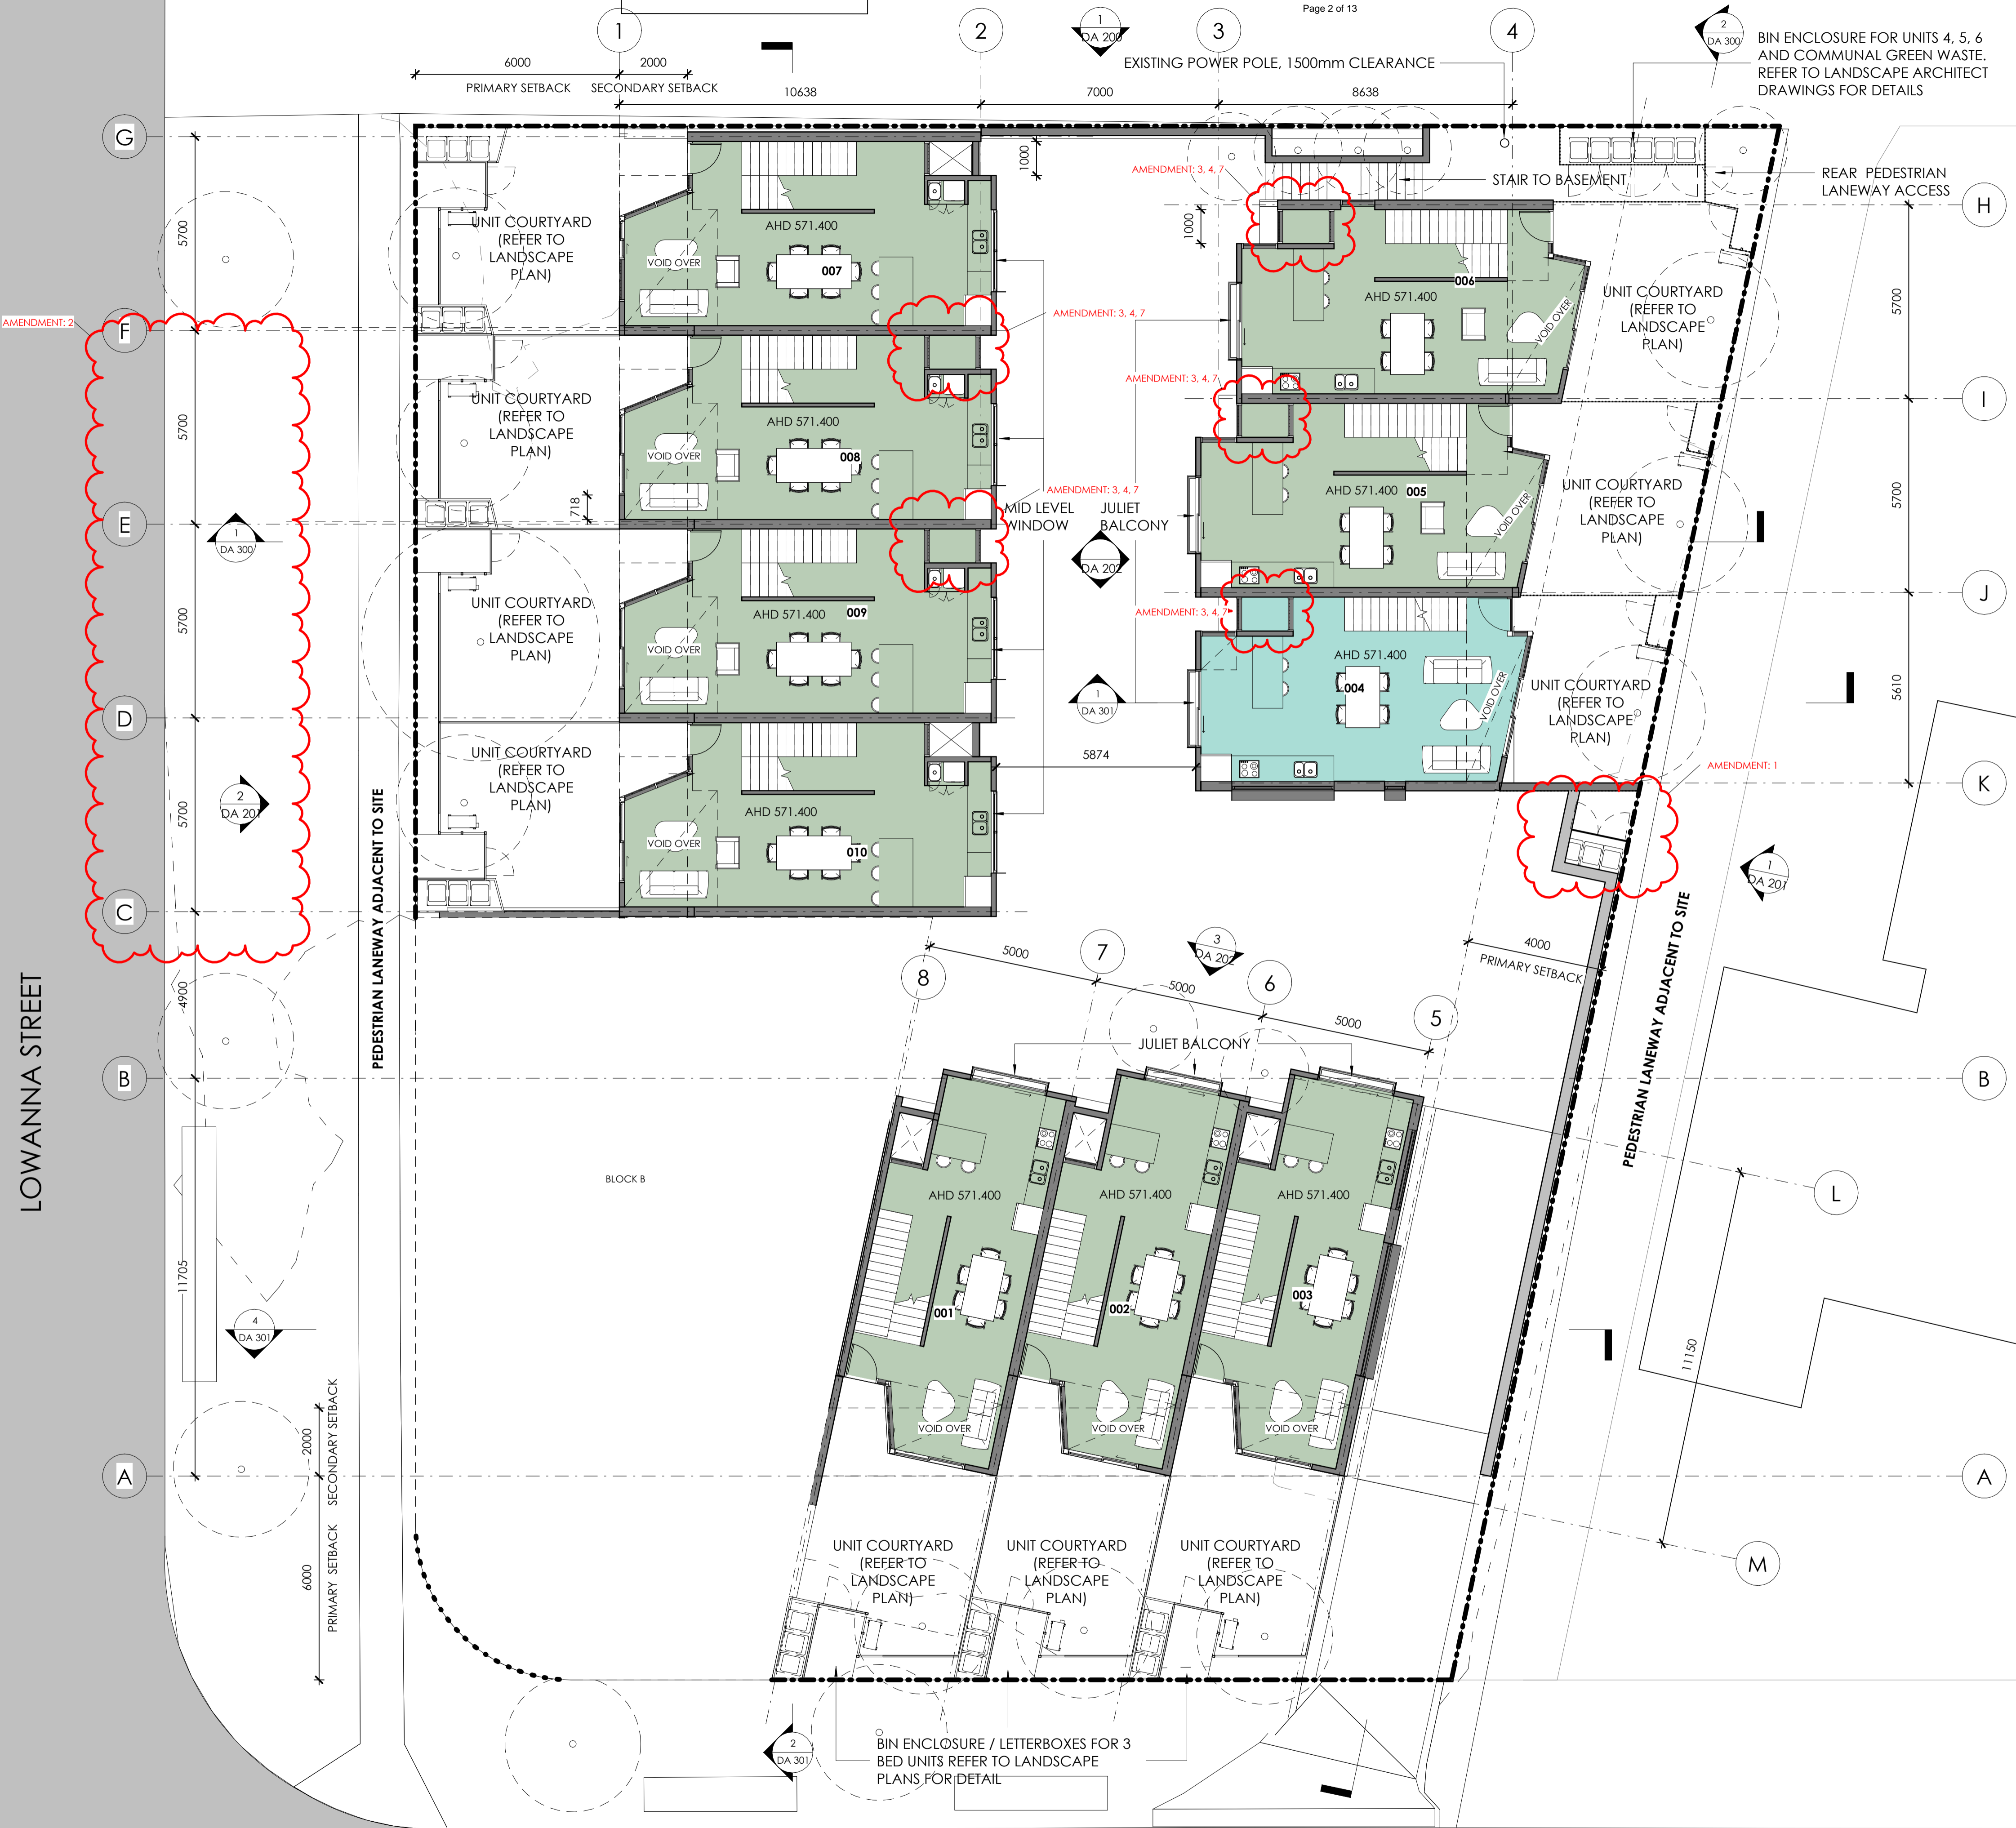 Page 2 of 13
1
2
1
DA 200
3
4
2
DA 300
BIN ENCLOSURE FOR UNITS 4, 5, 6
AND COMMUNAL GREEN WASTE.
REFER TO LANDSCAPE ARCHITECT
DRAWINGS FOR DETAILS
EXISTING POWER POLE, 1500mm CLEARANCE
6000
2000
PRIMARY SETBACK
SECONDARY SETBACK
10638
7000
8638
G
1000
AMENDMENT: 3, 4, 7
STAIR TO BASEMENT
REAR PEDESTRIAN
LANEWAY ACCESS
H
5700
UNIT COURTYARD
(REFER TO
LANDSCAPE
PLAN)
AHD 571.400
VOID OVER
007
1000
006
AHD 571.400
VOID OVER
UNIT COURTYARD
(REFER TO
LANDSCAPE
PLAN)
5700
AMENDMENT: 2
F
AMENDMENT: 3, 4, 7
AMENDMENT: 3, 4, 7
I
5700
UNIT COURTYARD
(REFER TO
LANDSCAPE
PLAN)
AHD 571.400
VOID OVER
008
718
AMENDMENT: 3, 4, 7
MID LEVEL
WINDOW
JULIET
BALCONY
AHD 571.400
005
VOID OVER
UNIT COURTYARD
(REFER TO
LANDSCAPE
PLAN)
5700
E
1
DA 300
DA 202
J
5700
UNIT COURTYARD
(REFER TO
LANDSCAPE
PLAN)
AHD 571.400
009
VOID OVER
AMENDMENT: 3, 4, 7
AHD 571.400
004
VOID OVER
UNIT COURTYARD
(REFER TO
LANDSCAPE
PLAN)
5610
1
DA 301
D
5874
AMENDMENT: 1
K
5700
2
DA 201
UNIT COURTYARD
(REFER TO
LANDSCAPE
PLAN)
AHD 571.400
VOID OVER
010
1
DA 201
C
LOWANNA STREET
PEDESTRIAN LANEWAY ADJACENT TO SITE
4900
5000
7
3
DA 202
4000
PRIMARY SETBACK
8
5000
6
5000
5
PEDESTRIAN LANEWAY ADJACENT TO SITE
JULIET BALCONY
B
B
BLOCK B
AHD 571.400
AHD 571.400
AHD 571.400
L
11705
001
002
003
4
DA 301
11150
2000
SECONDARY SETBACK
VOID OVER
VOID OVER
VOID OVER
A
A
6000
PRIMARY SETBACK
UNIT COURTYARD
(REFER TO
LANDSCAPE
PLAN)
UNIT COURTYARD
(REFER TO
LANDSCAPE
PLAN)
UNIT COURTYARD
(REFER TO
LANDSCAPE
PLAN)
M
2
DA 301
BIN ENCLOSURE / LETTERBOXES FOR 3
BED UNITS REFER TO LANDSCAPE
PLANS FOR DETAIL